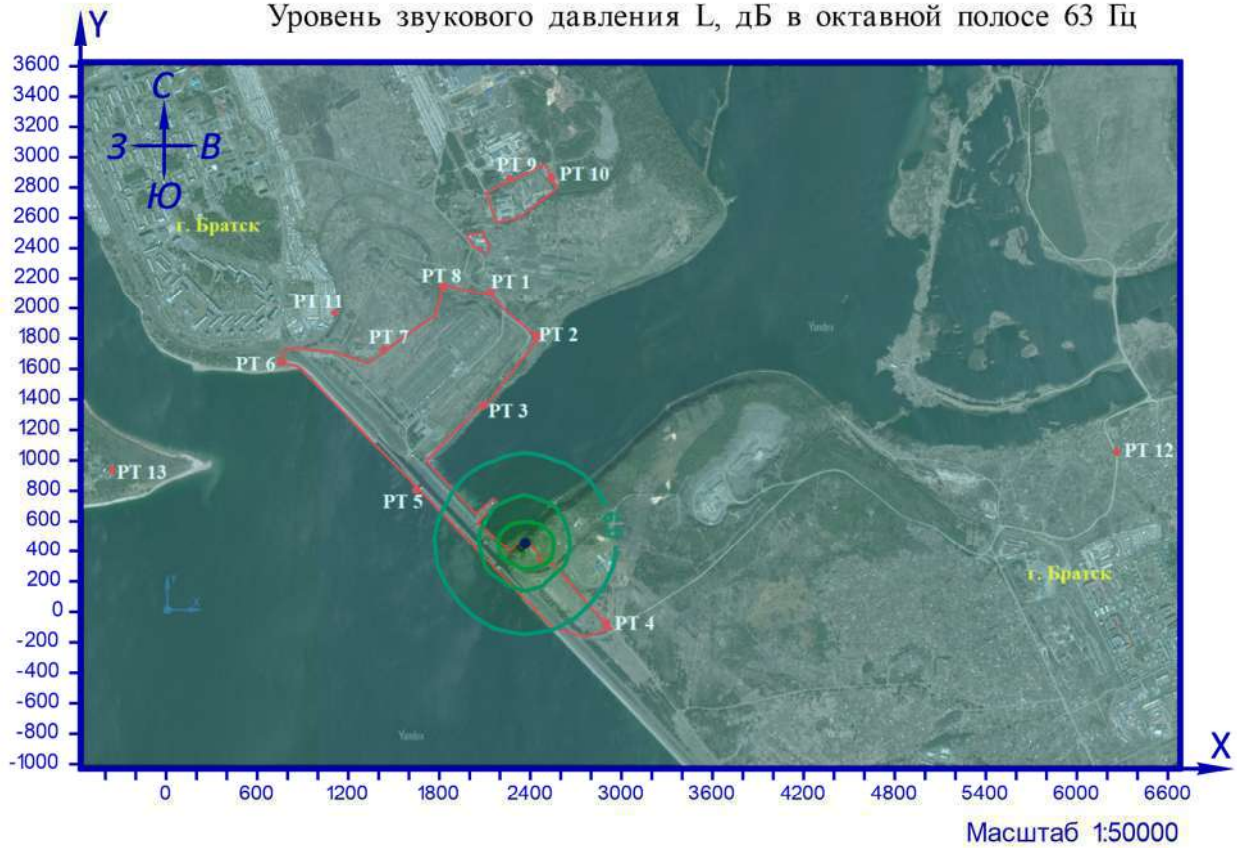 Уровень звукового давления L, дБ в октавной полосе 63 Гц
Y
3600
3400
3200
3000
2800
2600
2400
2200
2000
1800
1600
1400
1200
1000
800
600
400
200
0
-200
-400
-600
-800
-1000
С
З В
Ю
г. Братск
РТ 9
РТ 10
РТ 8
РТ 1
РТ 11
РТ 7
РТ 2
Yandex
РТ 6
РТ 3
РТ 12
РТ 13
РТ 5
г. Братск
Y
X
РТ 4
Yandex
X
0 600 1200 1800 2400 3000 3600 4200 4800 5400 6000 6600
Масштаб 1:50000